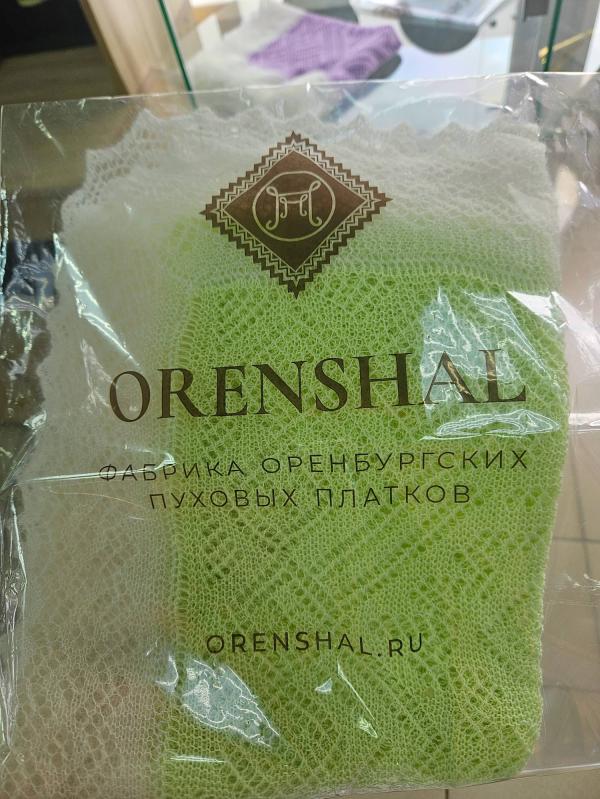 ORENSHAL
ФАБРИКА ОРЕНБУРГСКИХ
ПУХОВЫХ ПЛАТКОВ
ORENSHAL.RU